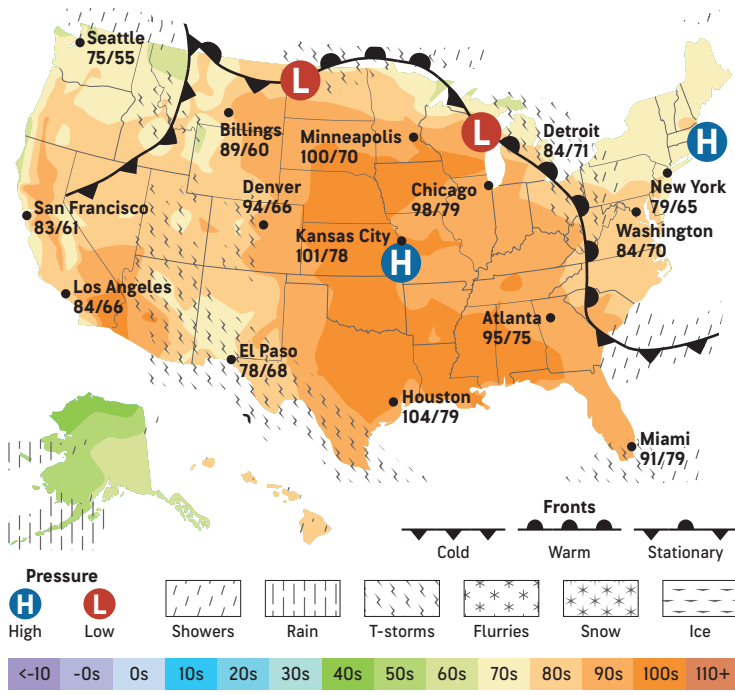 Seattle
75/55
Billings
89/60
Minneapolis
100/70
Detroit
84/71
L
L
H
New York
79/65
Washington
84/70
Chicago
98/79
Denver
94/66
San Francisco
83/61
Kansas City
101/78
H
Los Angeles
84/66
Atlanta
95/75
El Paso
78/68
Houston
104/79
Miami
91/79
Fronts
Cold
Warm
Stationary
Pressure
H
L
High
Low
Showers
Rain
T-storms
Flurries
Snow
Ice
<-10
-0s
0s
10s
20s
30s
40s
50s
60s
70s
80s
90s
100s
110+